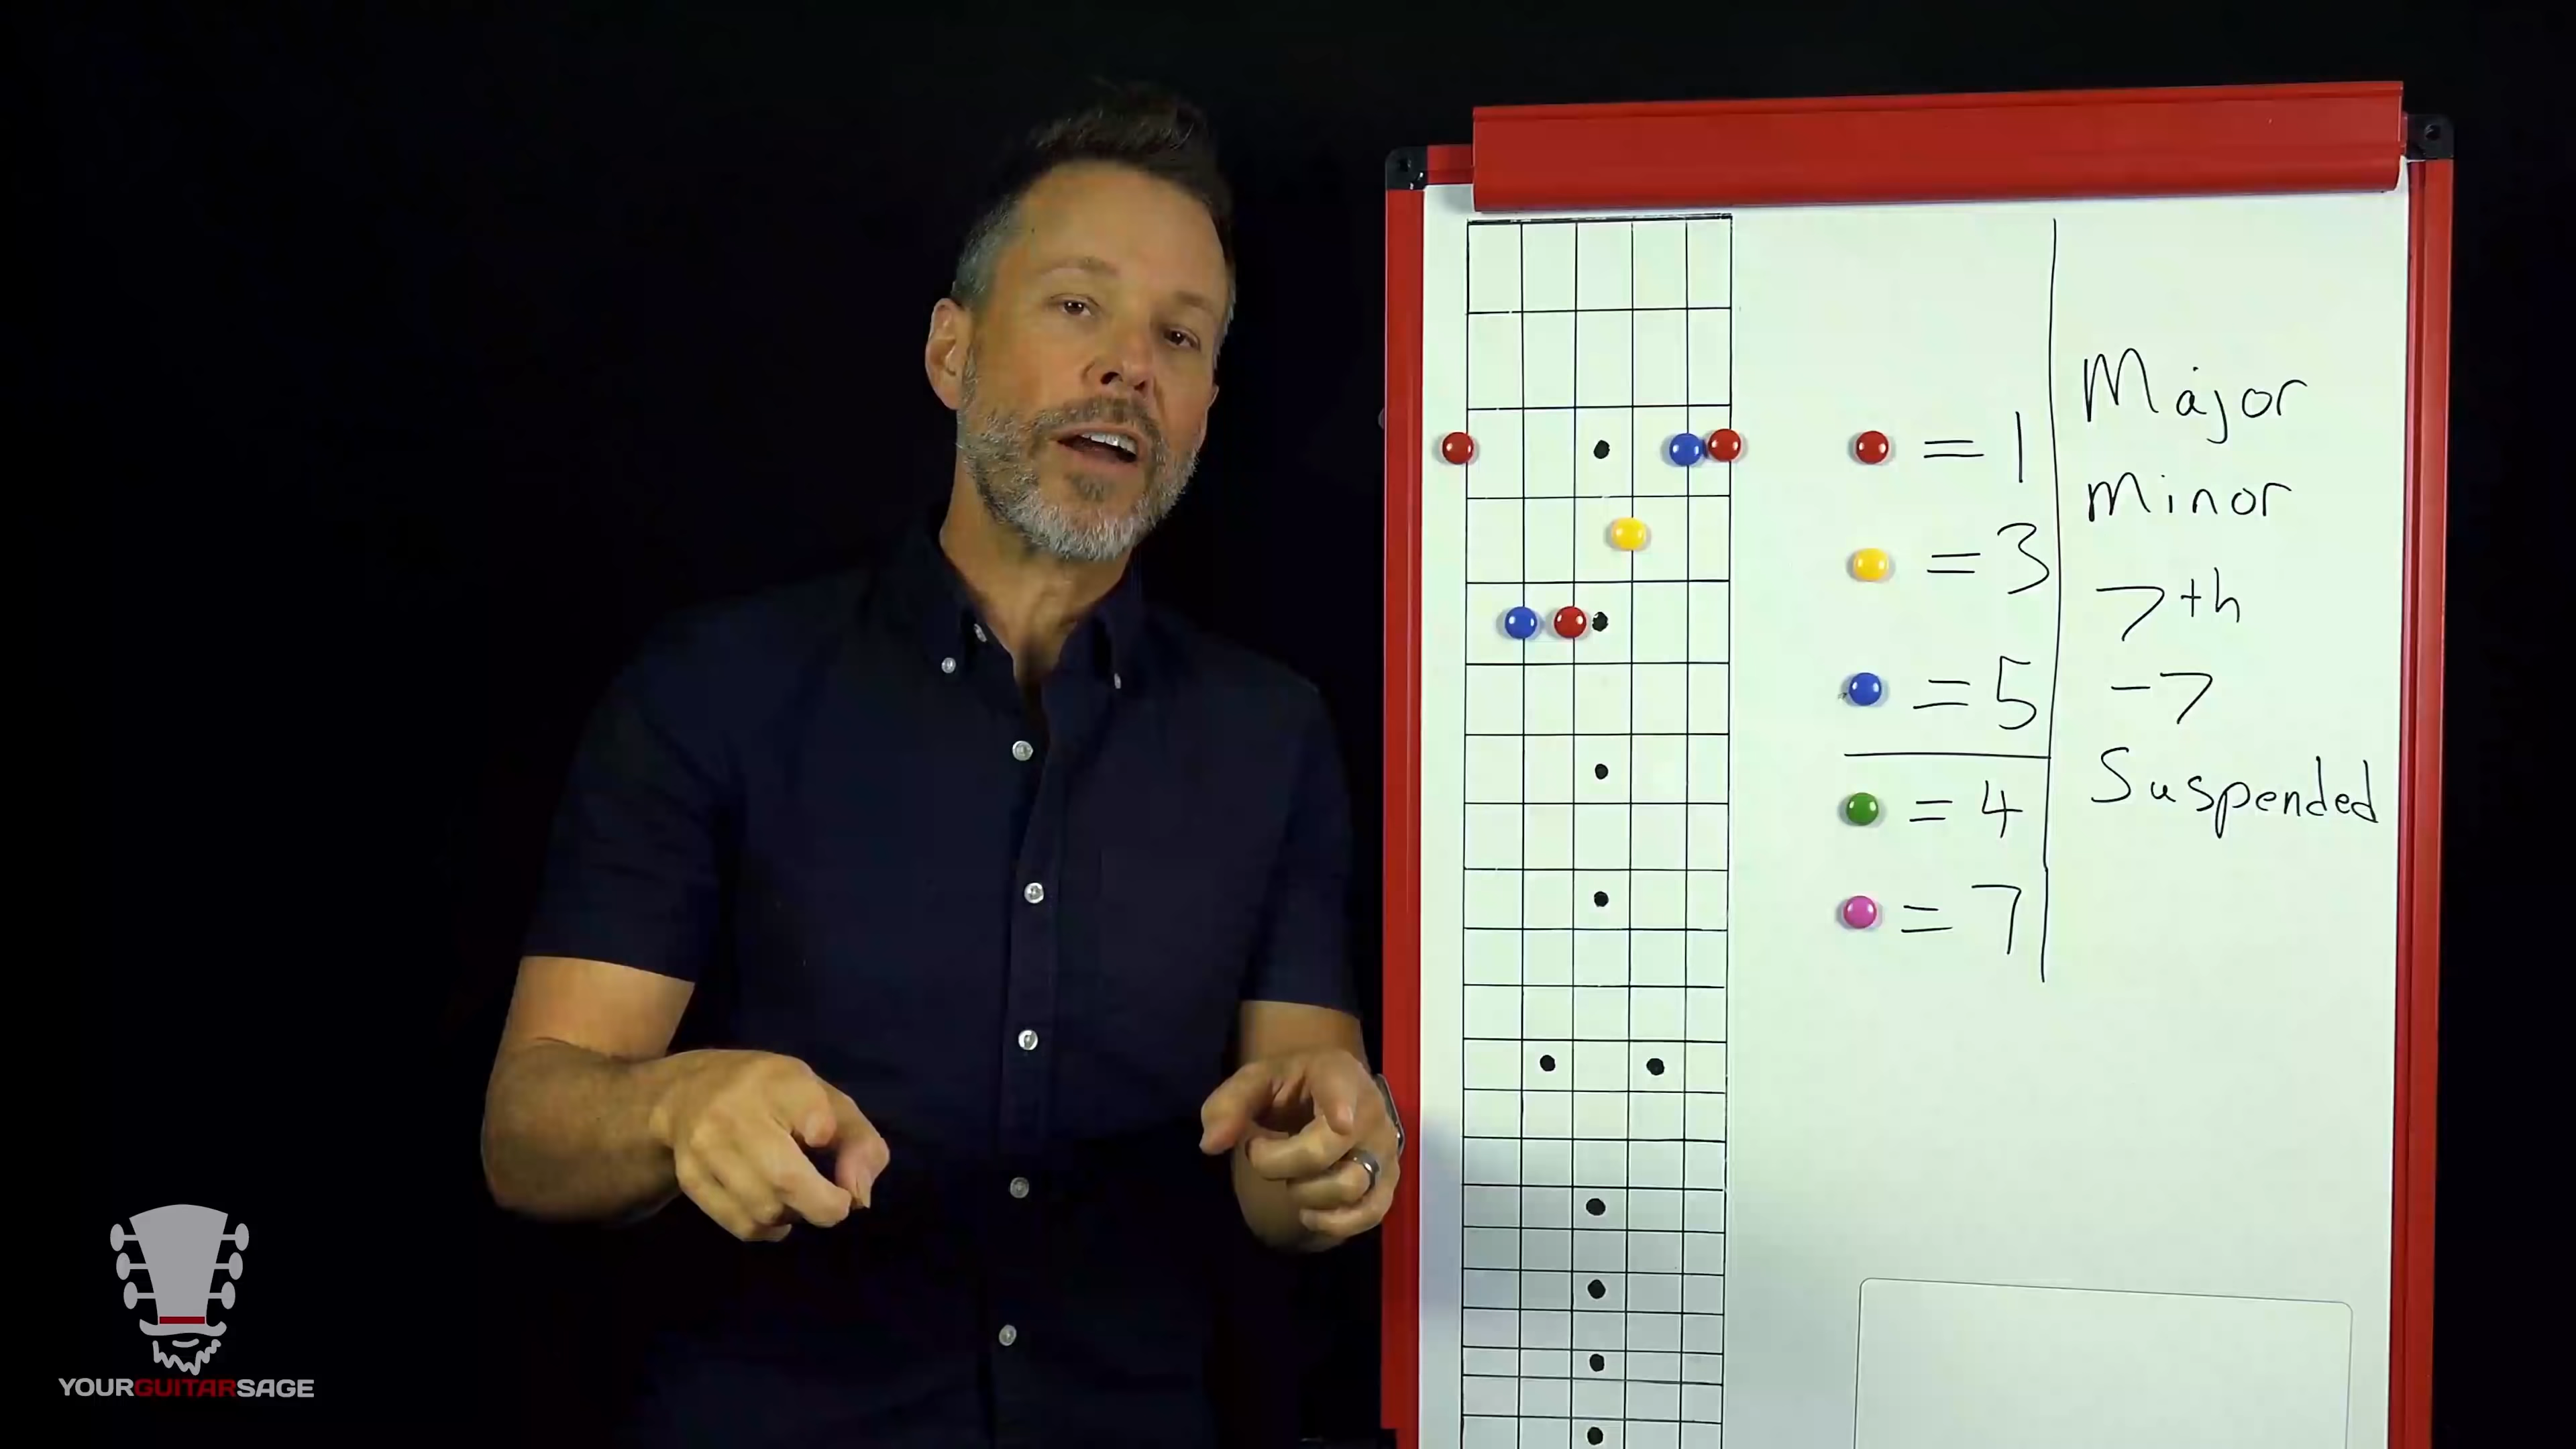 = 1
= 3
= 5
= 4
= 7
Major
Minor
7th
-7
Suspended
YOURGUITARSAGE